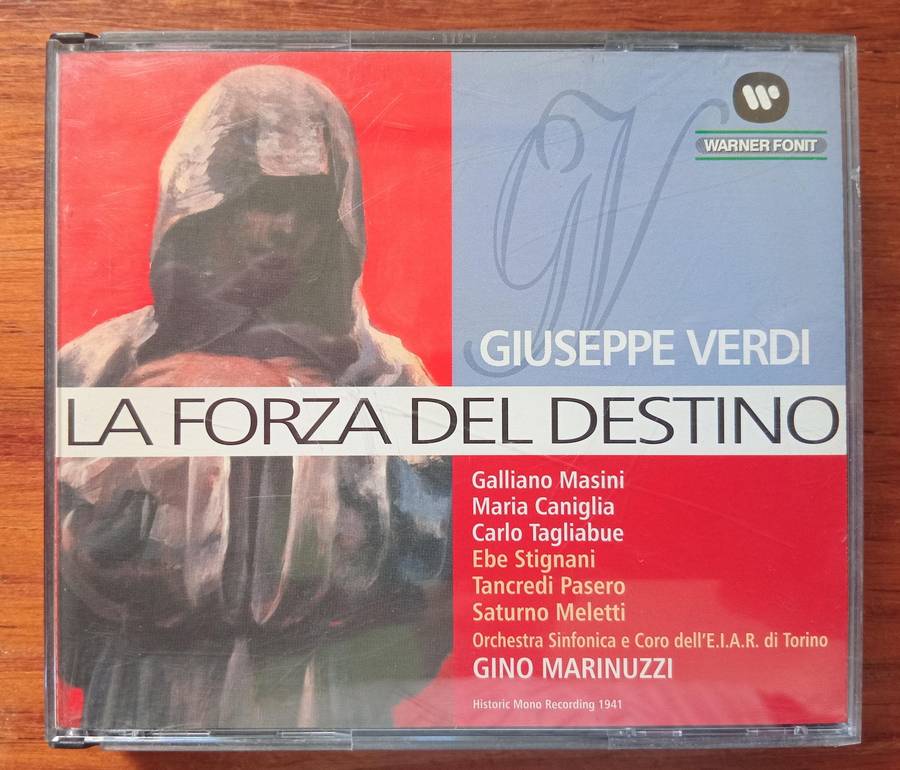 WARNER FONIT
GV
GIUSEPPE VERDI
LA FORZA DEL DESTINO
Galliano Masini
Maria Caniglia
Carlo Tagliabue
Ebe Stignani
Tancredi Pasero
Saturno Meletti
Orchestra Sinfonica e Coro dell'E.I.A.R. di Torino
GINO MARINUZZI
Historic Mono Recording 1941